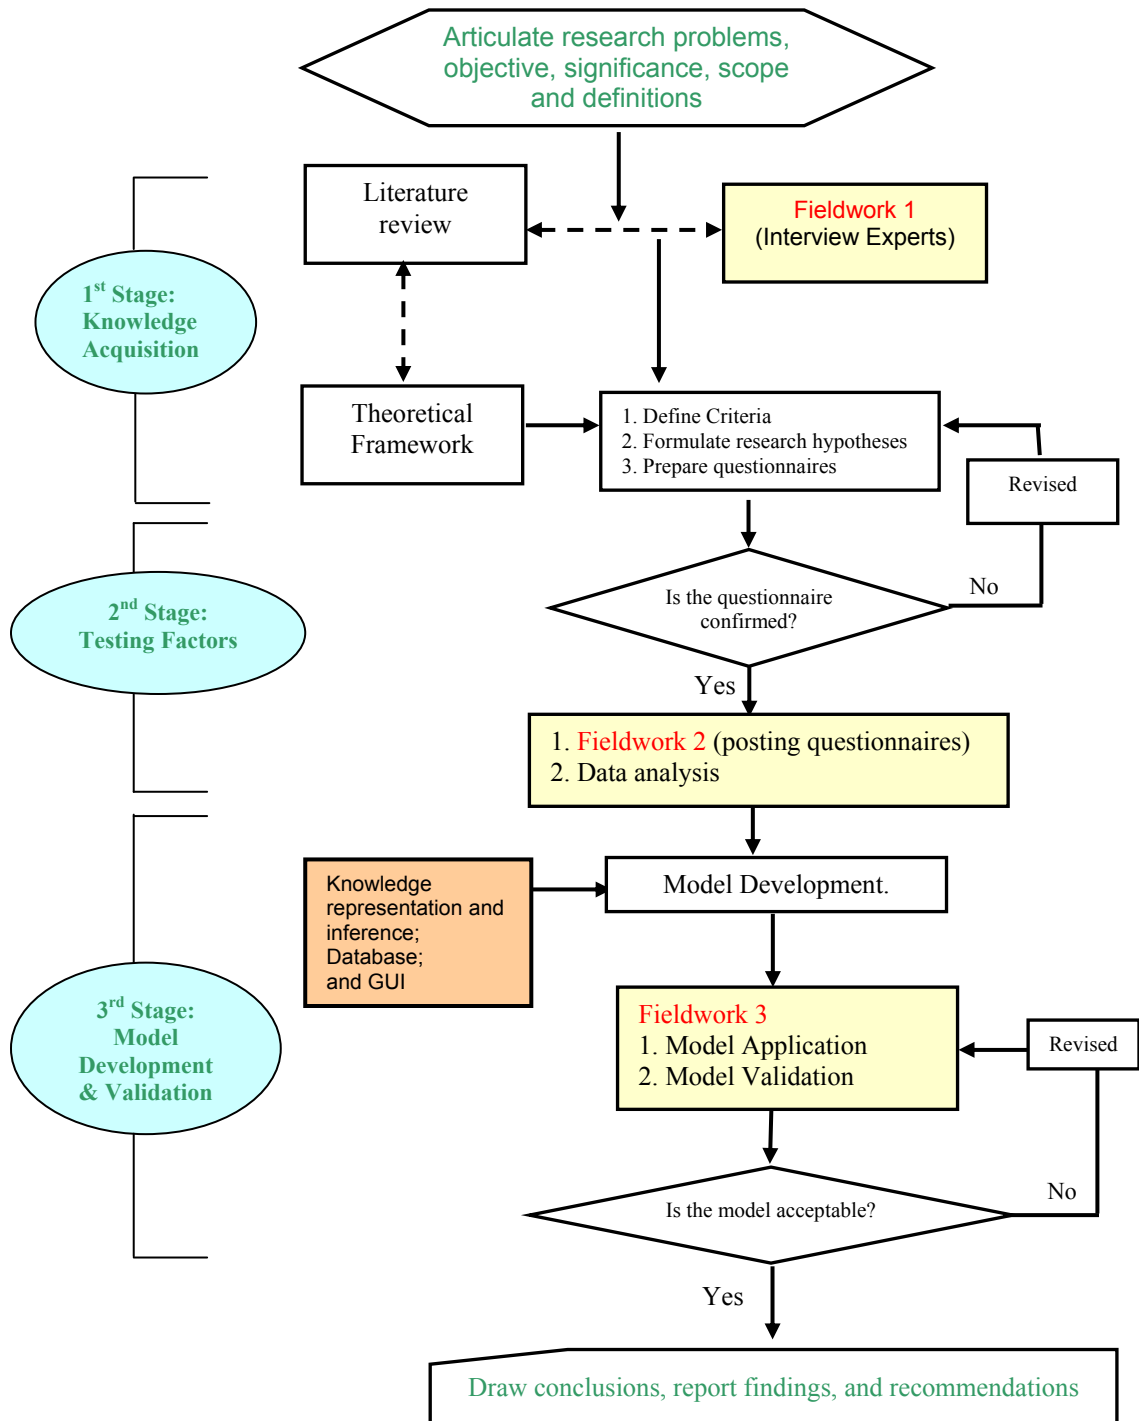 Articulate research problems,
objective, significance, scope
and definitions
Literature
review
Fieldwork 1
(Interview Experts)
1st Stage:
Knowledge
Acquisition
Theoretical
Framework
1. Define Criteria
2. Formulate research hypotheses
3. Prepare questionnaires
Revised
2nd Stage:
Testing Factors
Is the questionnaire
confirmed?
No
Yes
1. Fieldwork 2 (posting questionnaires)
2. Data analysis
Knowledge
representation and
inference;
Database;
and GUI
Model Development.
3rd Stage:
Model
Development
& Validation
Fieldwork 3
1. Model Application
2. Model Validation
Revised
Is the model acceptable?
No
Yes
Draw conclusions, report findings, and recommendations